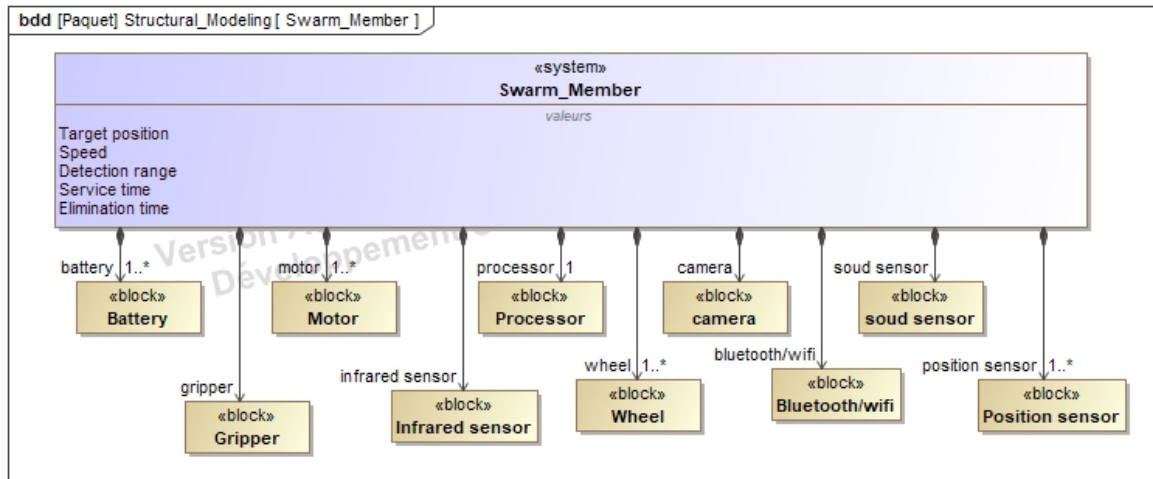 bdd [Paquet] Structural_Modeling [ Swarm_Member ]
«system»
Swarm_Member
valeurs
Target position
Speed
Detection range
Service time
Elimination time
Version
Développement
battery 1..*
motor 1..*
processor 1
camera
soud sensor
«block»
Battery
«block»
Motor
«block»
Processor
«block»
camera
«block»
soud sensor
gripper
infrared sensor
wheel 1..*
bluetooth/wifi
position sensor 1..*
«block»
Gripper
«block»
Infrared sensor
«block»
Wheel
«block»
Bluetooth/wifi
«block»
Position sensor